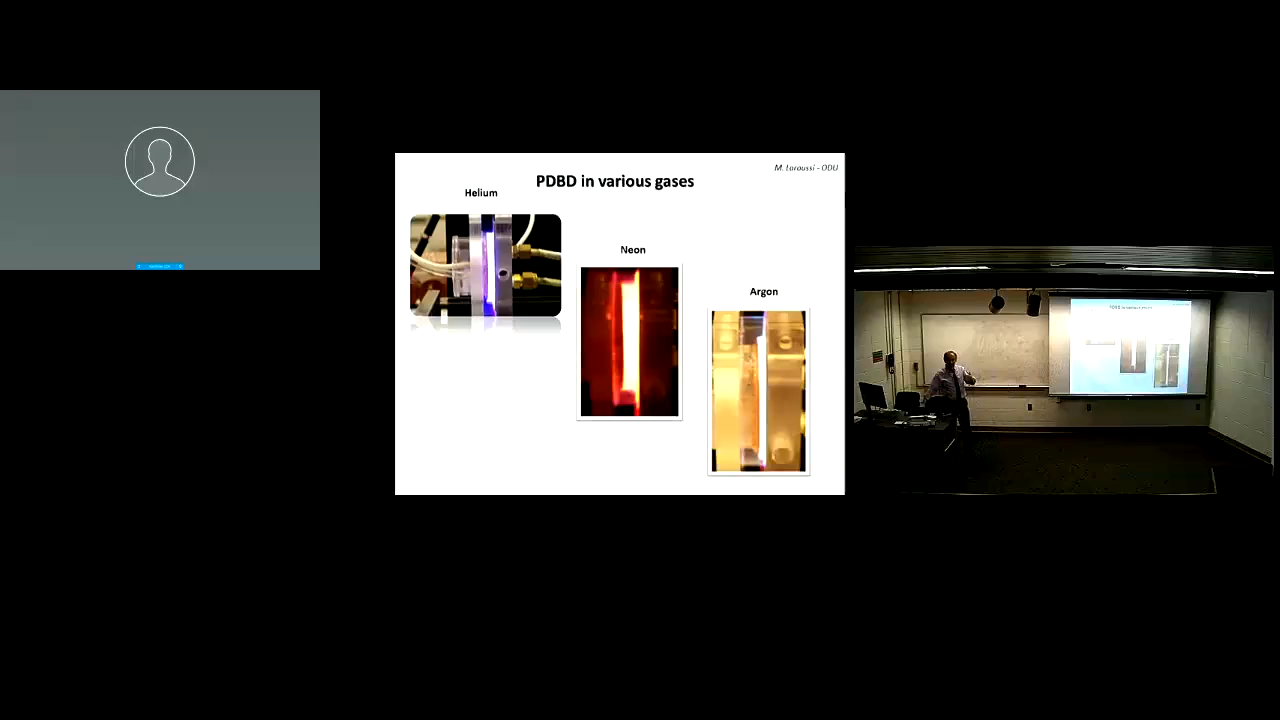 M. Laroussi - ODU
PDBD in various gases
Helium
Neon
Argon